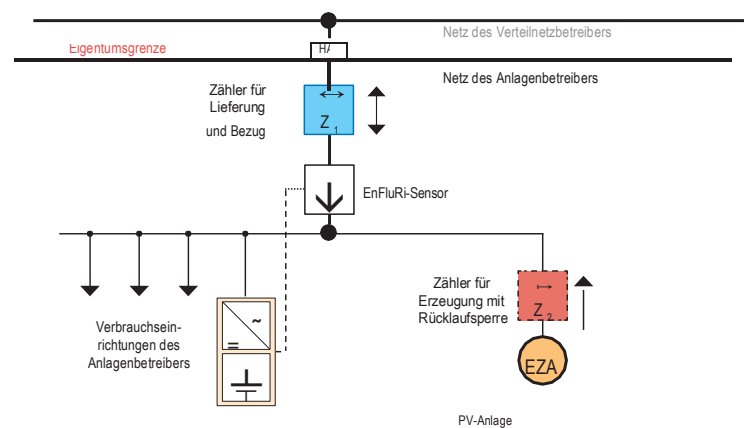 Netz des Verteilnetzbetreibers
Eigentumsgrenze
HA
Netz des Anlagenbetreibers
Zähler für
Lieferung
und Bezug
Z 1
EnFluRi-Sensor
Zähler für
Erzeugung mit
Rücklaufsperre
Z 2
~
=
Verbrauchsein-
richtungen des
Anlagenbetreibers
EZA
PV-Anlage